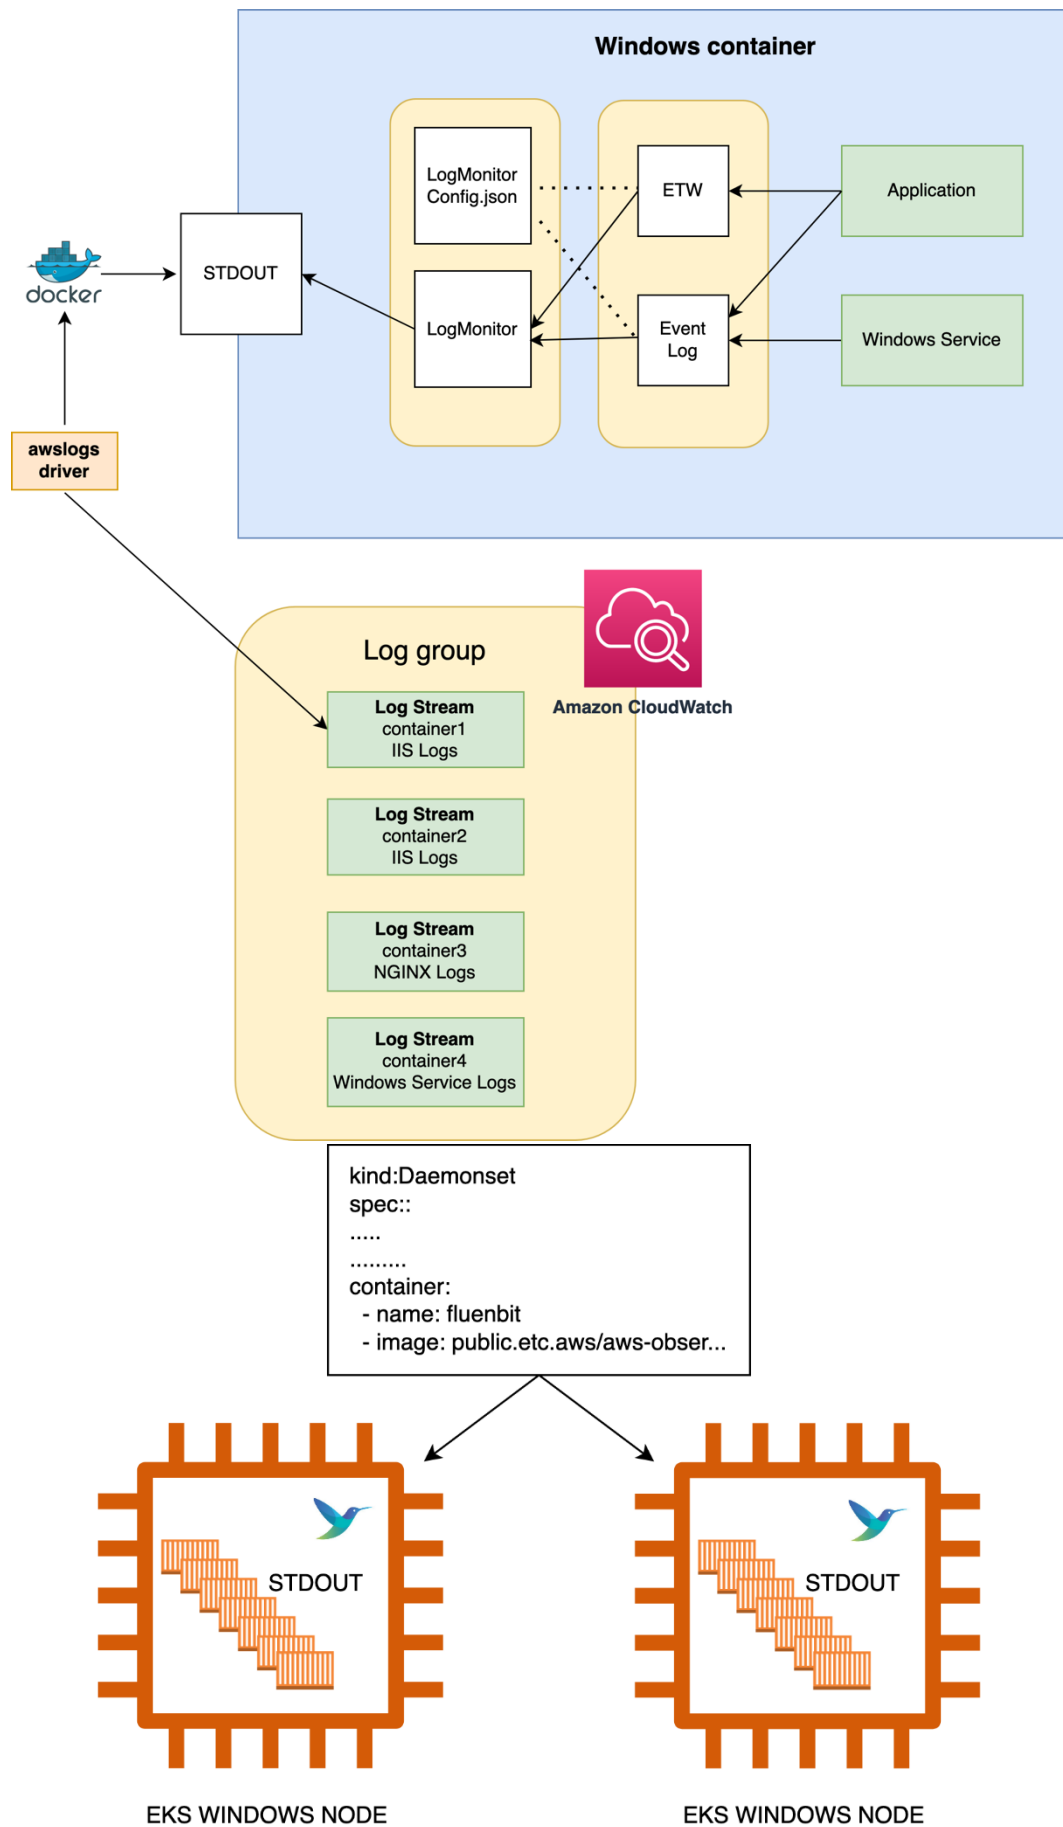 Windows container
LogMonitor
Config.json
ETW
Application
STDOUT
docker
LogMonitor
Event
Log
Windows Service
awslogs
driver
Log group
Amazon CloudWatch
Log Stream
container1
IIS Logs
Log Stream
container2
IIS Logs
Log Stream
container3
NGINX Logs
Log Stream
container4
Windows Service Logs
kind:Daemonset
spec::
.....
.........
container:
- name: fluenbit
- image: public.etc.aws/aws-obser...
STDOUT
STDOUT
EKS WINDOWS NODE
EKS WINDOWS NODE